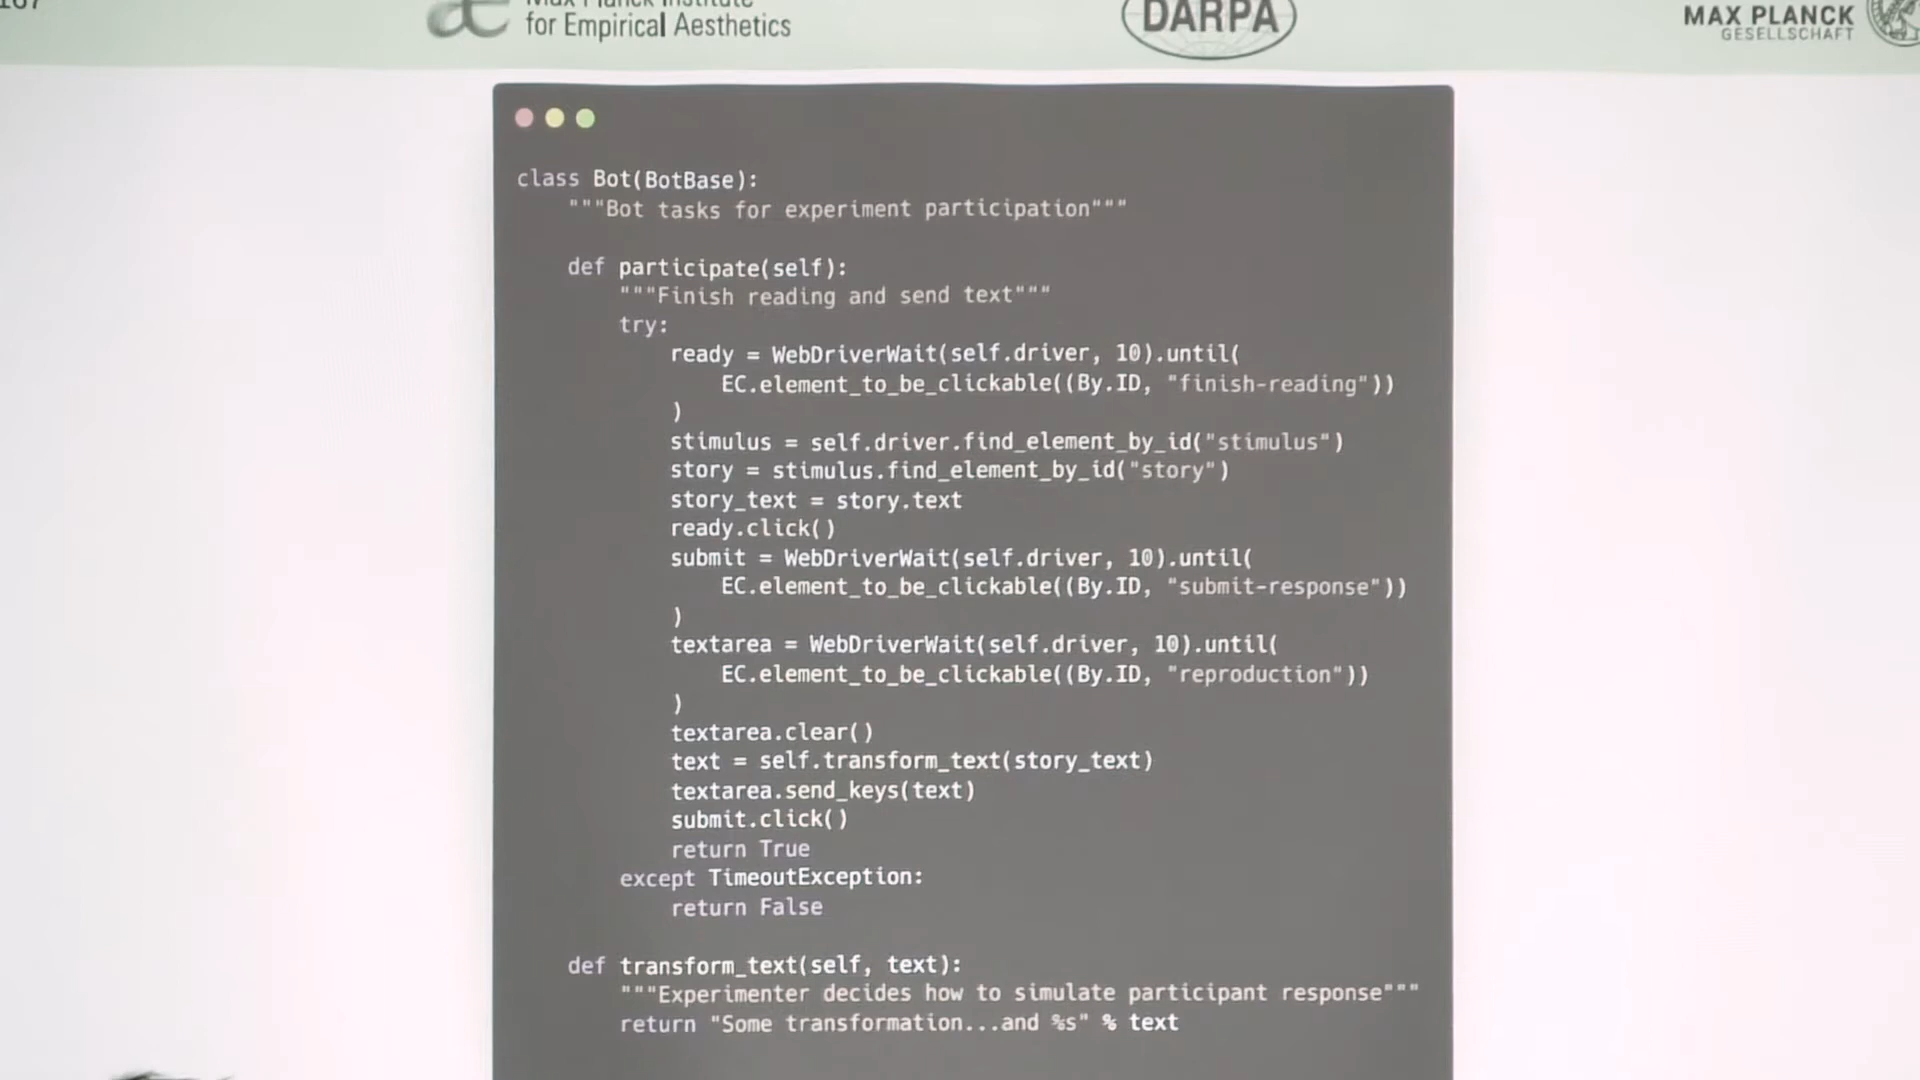 for Empirical Aesthetics
DARPA
MAX PLANCK
GESELLSCHAFT
class Bot(BotBase):
    """Bot tasks for experiment participation"""
    def participate(self):
        """Finish reading and send text"""
        try:
            ready = WebDriverWait(self.driver, 10).until(
                EC.element_to_be_clickable((By.ID, "finish-reading"))
            )
            stimulus = self.driver.find_element_by_id("stimulus")
            story = stimulus.find_element_by_id("story")
            story_text = story.text
            ready.click()
            submit = WebDriverWait(self.driver, 10).until(
                EC.element_to_be_clickable((By.ID, "submit-response"))
            )
            textarea = WebDriverWait(self.driver, 10).until(
                EC.element_to_be_clickable((By.ID, "reproduction"))
            )
            textarea.clear()
            text = self.transform_text(story_text)
            textarea.send_keys(text)
            submit.click()
            return True
        except TimeoutException:
            return False
    def transform_text(self, text):
        """Experimenter decides how to simulate participant response"""
        return "Some transformation...and %s" % text